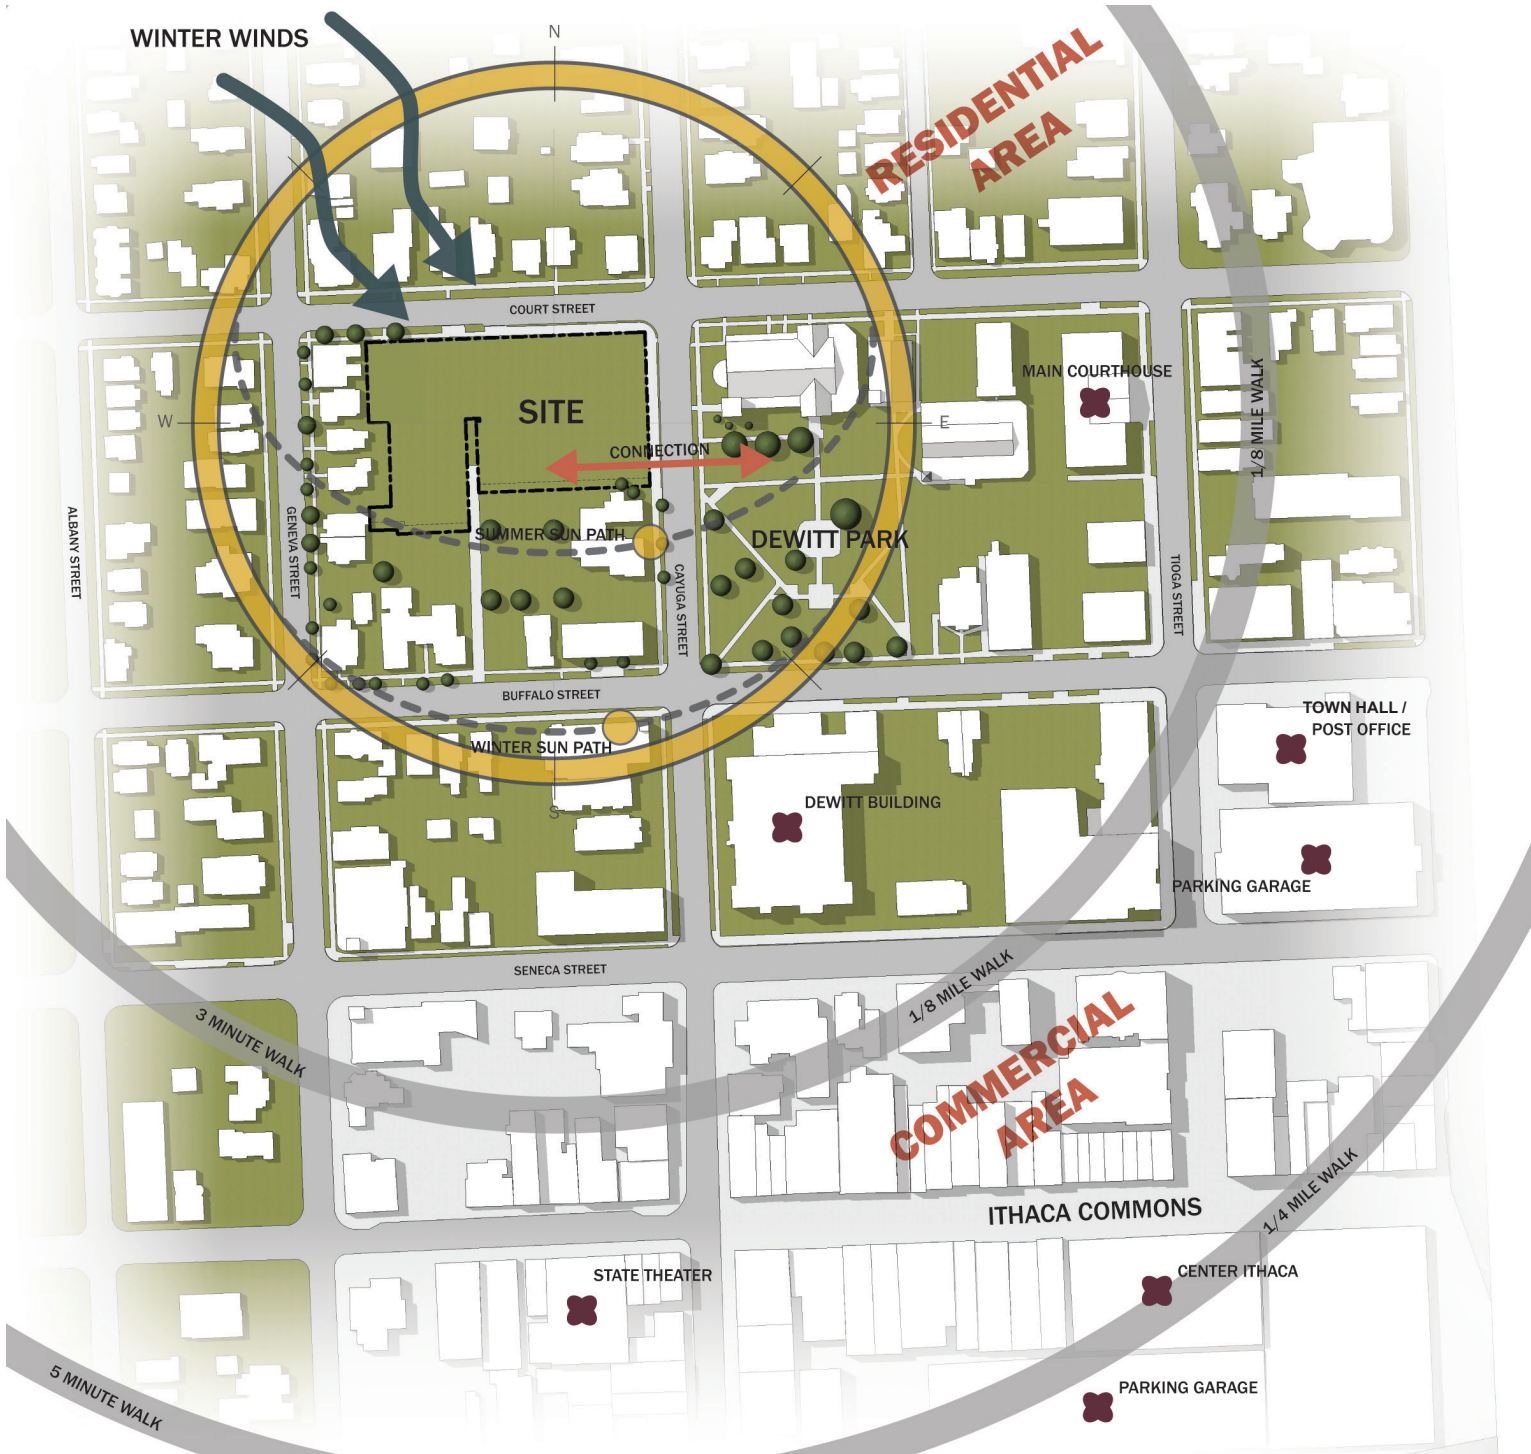 WINTER WINDS
N
RESIDENTIAL
AREA
COURT STREET
MAIN COURTHOUSE
1/8 MILE WALK
SITE
W
E
CONNECTION
ALBANY STREET
GENEVA STREET
SUMMER SUN PATH
DEWITT PARK
CAYUGA STREET
TIOGA STREET
BUFFALO STREET
WINTER SUN PATH
TOWN HALL /
POST OFFICE
S
DEWITT BUILDING
PARKING GARAGE
SENECA STREET
3 MINUTE WALK
1/8 MILE WALK
COMMERCIAL
AREA
1/4 MILE WALK
ITHACA COMMONS
STATE THEATER
CENTER ITHACA
5 MINUTE WALK
PARKING GARAGE